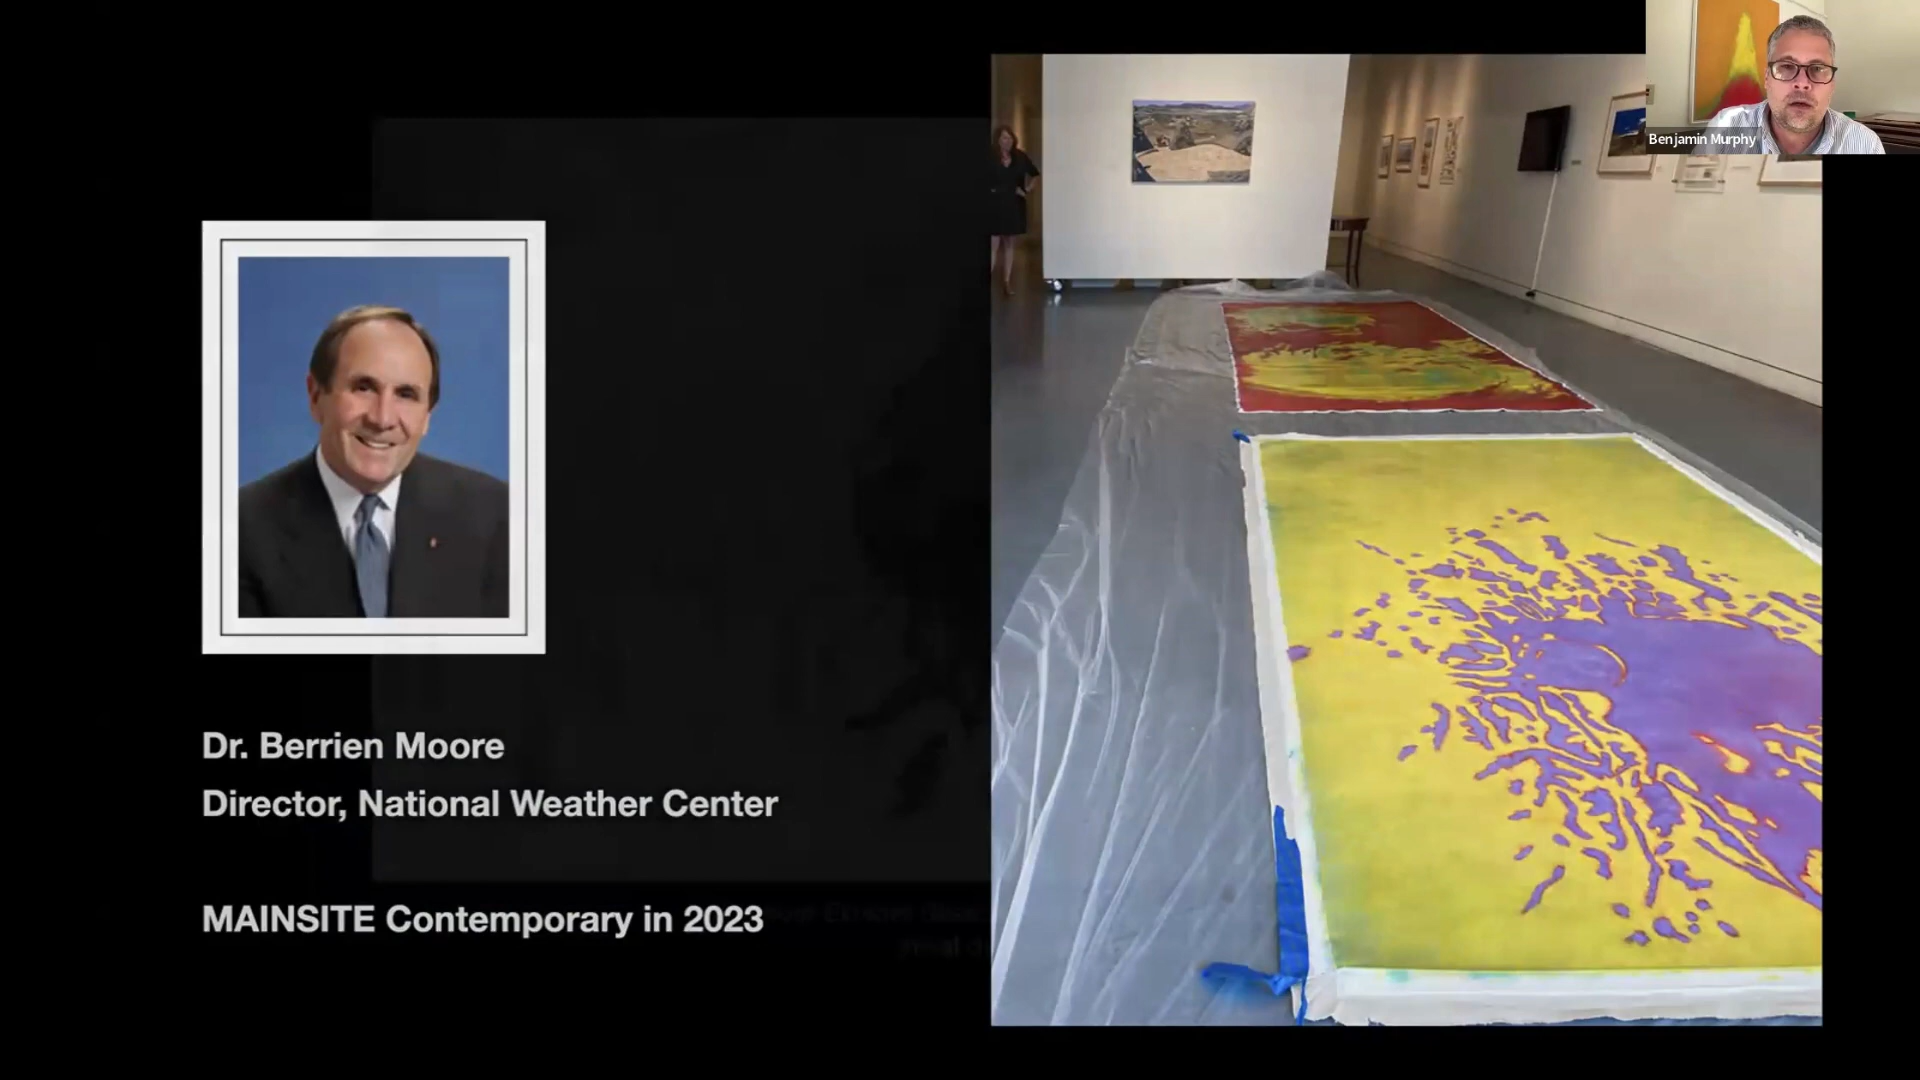 Benjamin Murphy
Dr. Berrien Moore
Director, National Weather Center
MAINSITE Contemporary in 2023